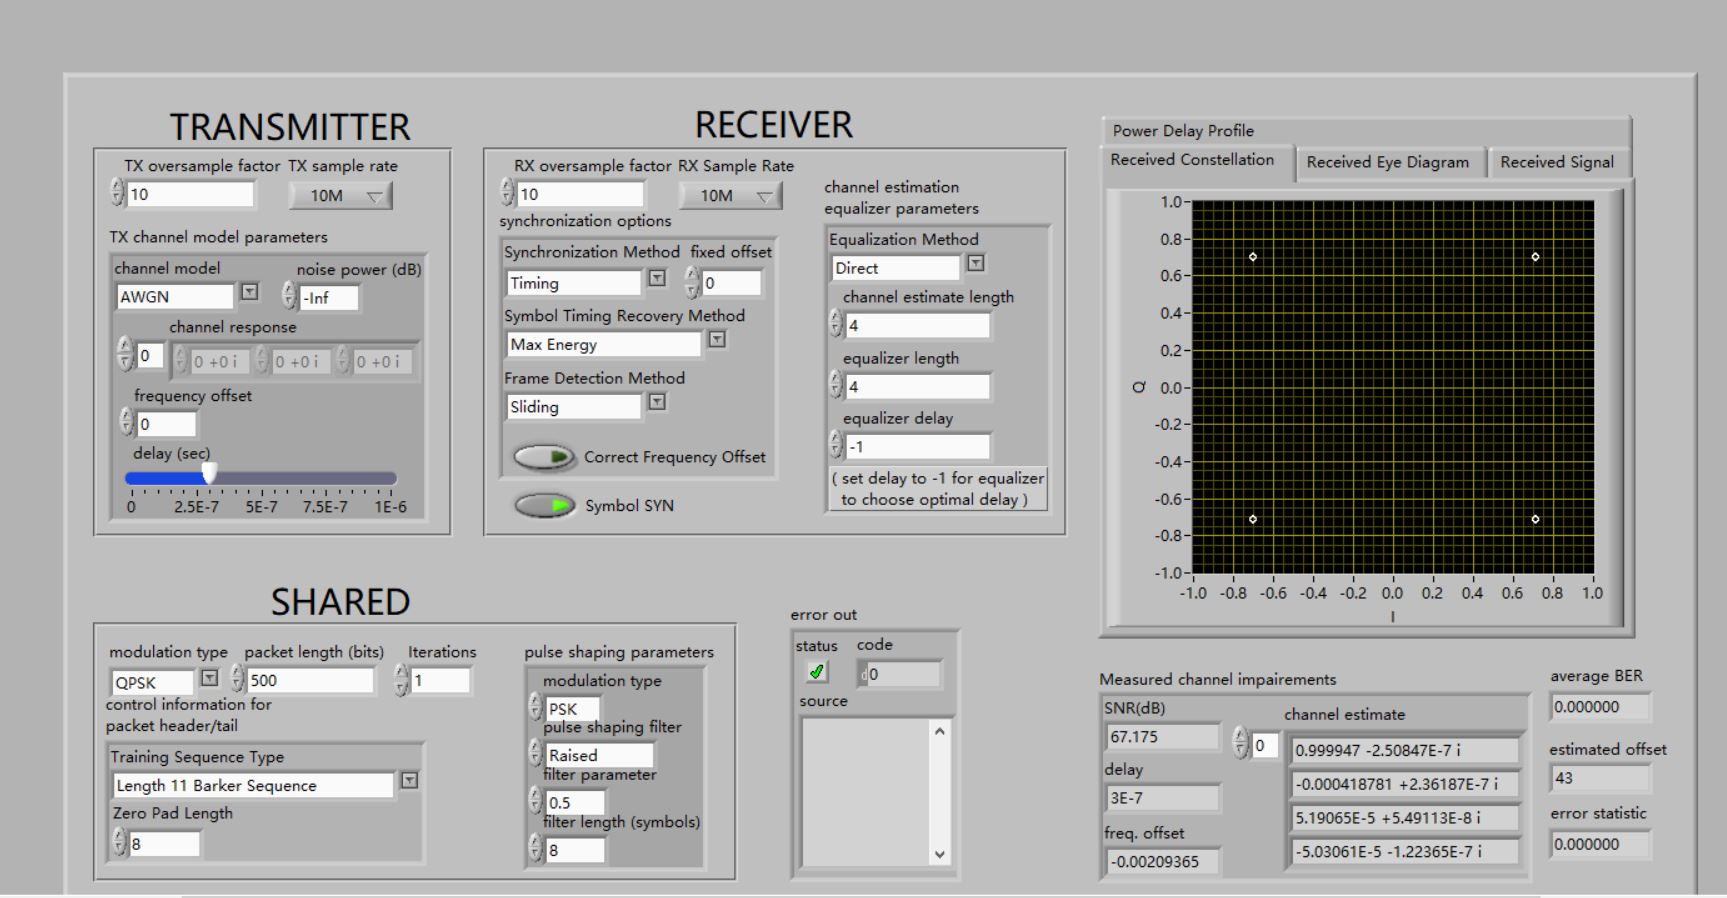 TRANSMITTER
TX oversample factor TX sample rate
10 10M
TX channel model parameters
channel model noise power (dB)
AWGN -Inf
channel response
0 0 +0 i 0 +0 i 0 +0 i
frequency offset
0
delay (sec)
0 2.5E-7 5E-7 7.5E-7 1E-6
RECEIVER
RX oversample factor RX Sample Rate
10 10M
synchronization options
Synchronization Method fixed offset
Timing 0
Symbol Timing Recovery Method
Max Energy
Frame Detection Method
Sliding
Correct Frequency Offset
Symbol SYN
channel estimation
equalizer parameters
Equalization Method
Direct
channel estimate length
4
equalizer length
4
equalizer delay
-1
( set delay to -1 for equalizer
to choose optimal delay )
Power Delay Profile
Received Constellation Received Eye Diagram Received Signal
1.0
0.8
0.6
0.4
0.2
Q 0.0
-0.2
-0.4
-0.6
-0.8
-1.0
-1.0 -0.8 -0.6 -0.4 -0.2 0.0 0.2 0.4 0.6 0.8 1.0
I
SHARED
modulation type packet length (bits) Iterations
QPSK 500 1
control information for
packet header/tail
Training Sequence Type
Length 11 Barker Sequence
Zero Pad Length
8
pulse shaping parameters
modulation type
PSK
pulse shaping filter
Raised
filter parameter
0.5
filter length (symbols)
8
error out
status code
d 0
source
Measured channel impairements
SNR(dB)
67.175
delay
3E-7
freq. offset
-0.00209365
channel estimate
0 0.999947 -2.50847E-7 i
-0.000418781 +2.36187E-7 i
5.19065E-5 +5.49113E-8 i
-5.03061E-5 -1.22365E-7 i
average BER
0.000000
estimated offset
43
error statistic
0.000000